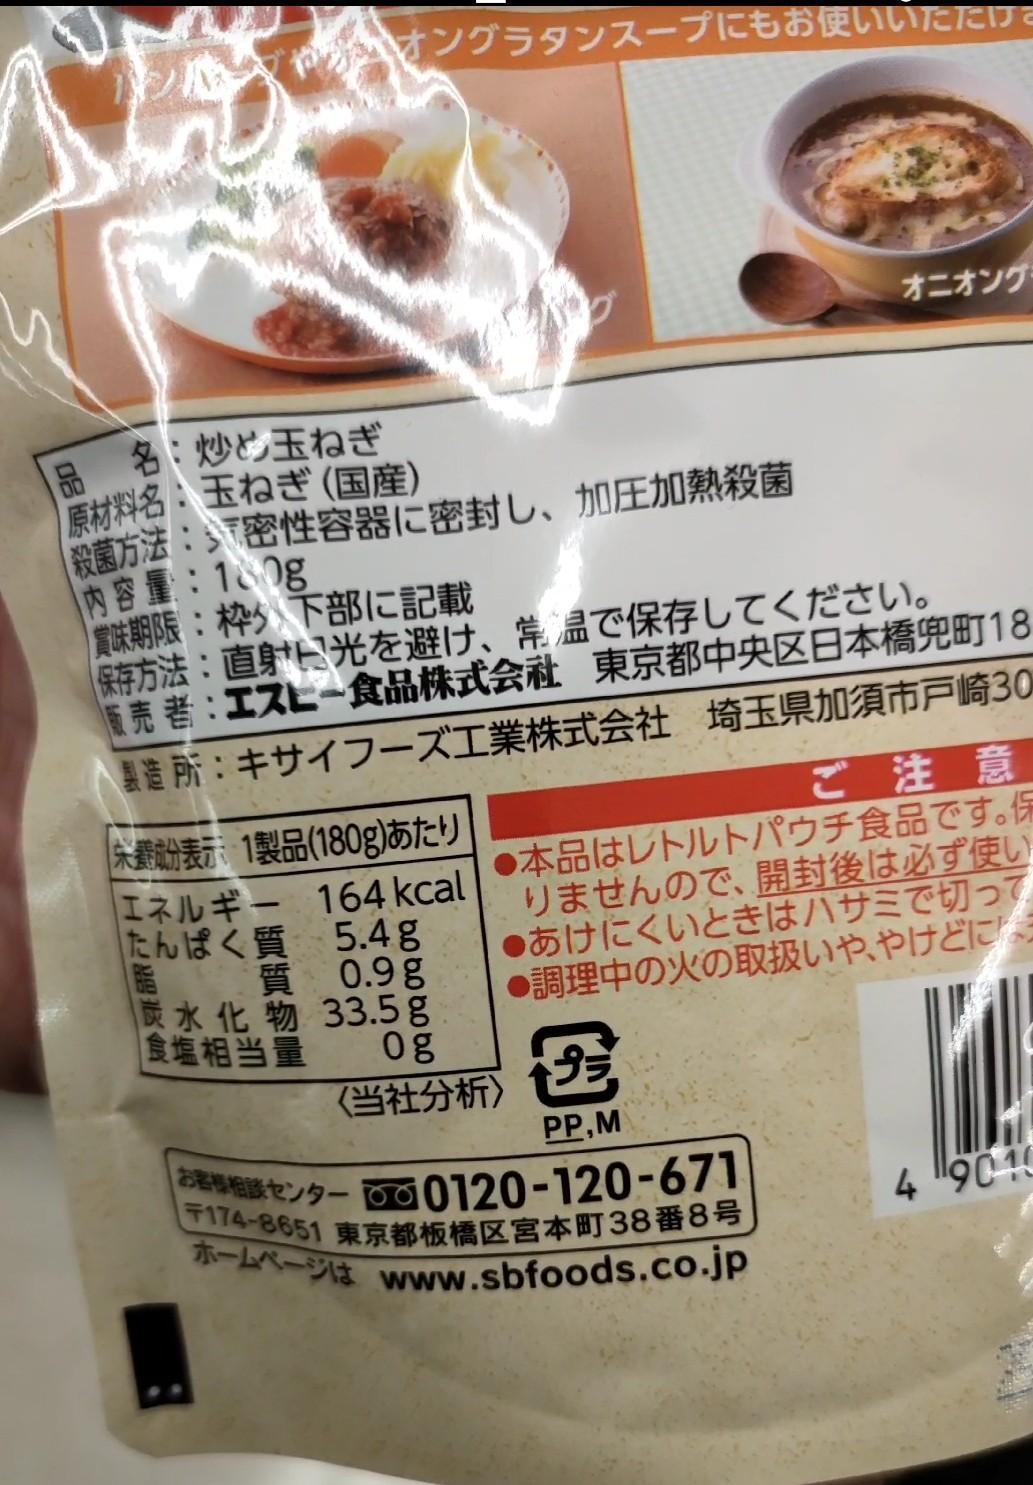 オングラタンスープにもお使いいただけ
オニオング
品　　名：炒め玉ねぎ
原材料名：玉ねぎ（国産）
殺菌方法：気密性容器に密封し、加圧加熱殺菌
内容量：180g
賞味期限：枠外下部に記載
保存方法：直射日光を避け、常温で保存してください。
販売者：エスビー食品株式会社　東京都中央区日本橋兜町18
製造所：キサイフーズ工業株式会社　埼玉県加須市戸崎30
ご注意
栄養成分表示 1製品(180g)あたり
エネルギー 164kcal
たんぱく質 5.4g
脂質 0.9g
炭水化物 33.5g
食塩相当量 0g
〈当社分析〉
●本品はレトルトパウチ食品です。保
りませんので、開封後は必ず使い
●あけにくいときはハサミで切って
●調理中の火の取扱いや、やけどには
プラ
PP,M
お客様相談センター 0120-120-671
〒174-8651 東京都板橋区宮本町38番8号
ホームページは www.sbfoods.co.jp
4 901